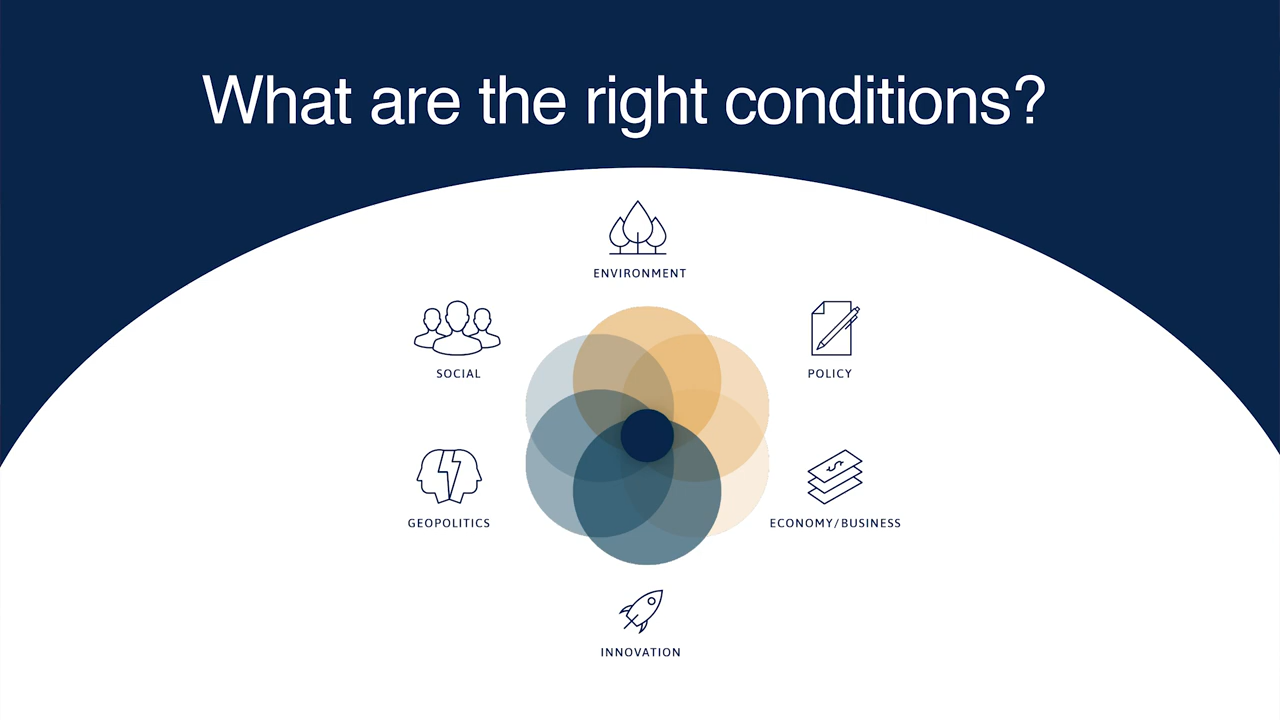 What are the right conditions?
ENVIRONMENT
SOCIAL
POLICY
GEOPOLITICS
ECONOMY/BUSINESS
INNOVATION